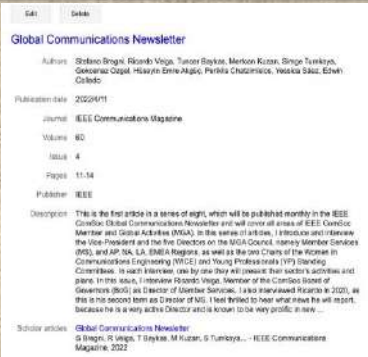 Edit Delete
Global Communications Newsletter
Authors Stefano Bregni, Ricardo Veiga, Tuncer Baykas, Mertkan Kuzan, Simge Tumkaya,
Gokcenaz Ozgel, Hüseyin Emre Akgüç, Periklis Chatzimisios, Yessica Sáez, Edwin
Collado
Publication date 2022/4/11
Journal IEEE Communications Magazine
Volume 60
Issue 4
Pages 11-14
Publisher IEEE
Description This is the first article in a series of eight, which will be published monthly in the IEEE
ComSoc Global Communications Newsletter and will cover all areas of IEEE ComSoc
Member and Global Activities (MGA). In this series of articles, I introduce and interview
the Vice-President and the five Directors on the MGA Council, namely Member Services
(MS), and AP, NA, LA, EMEA Regions, as well as the two Chairs of the Women in
Communications Engineering (WICE) and Young Professionals (YP) Standing
Committees. In each interview, one by one they will present their sector's activities and
plans. In this issue, I interview Ricardo Veiga, Member of the ComSoc Board of
Governors (BoG) as Director of Member Services. I also interviewed Ricardo in 2020, as
this is his second term as Director of MS. I feel thrilled to hear what news he will report,
because he is a very active Director and is known to be very prolific in new …
Scholar articles Global Communications Newsletter
S Bregni, R Veiga, T Baykas, M Kuzan, S Tumkaya… - IEEE Communications
Magazine, 2022